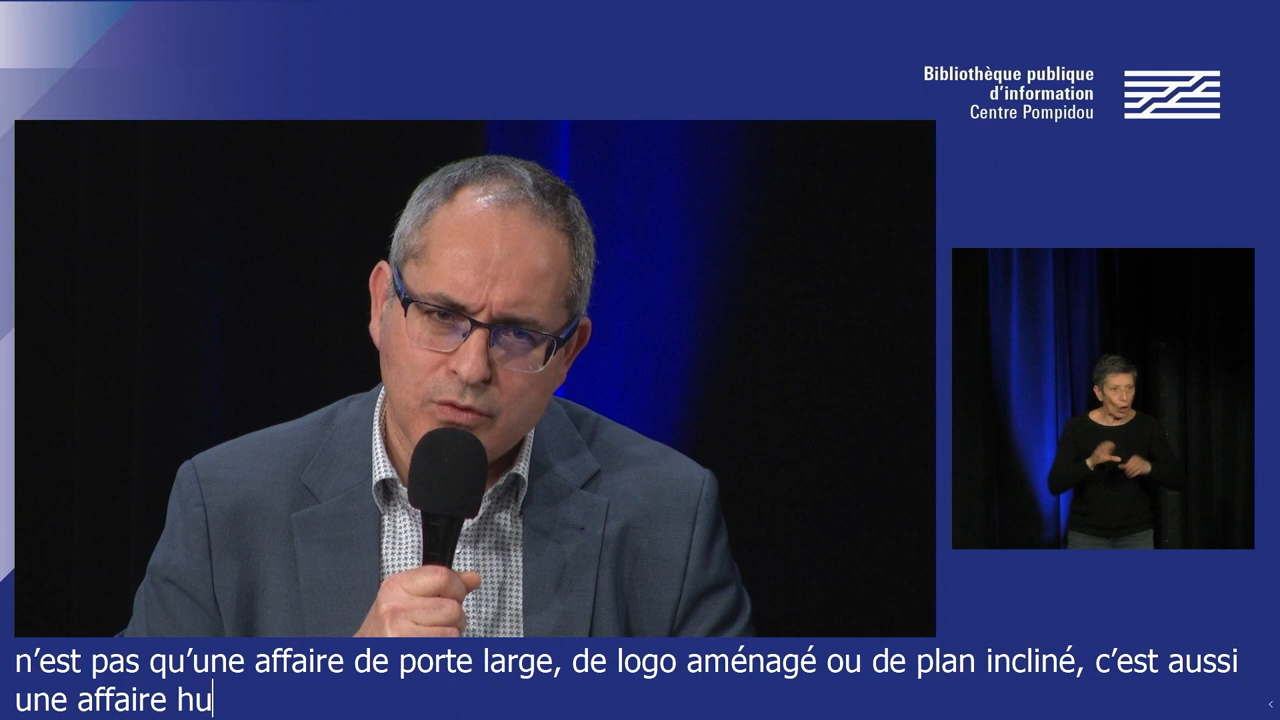 Bibliothèque publique
d’information
Centre Pompidou
n’est pas qu’une affaire de porte large, de logo aménagé ou de plan incliné, c’est aussi
une affaire hu